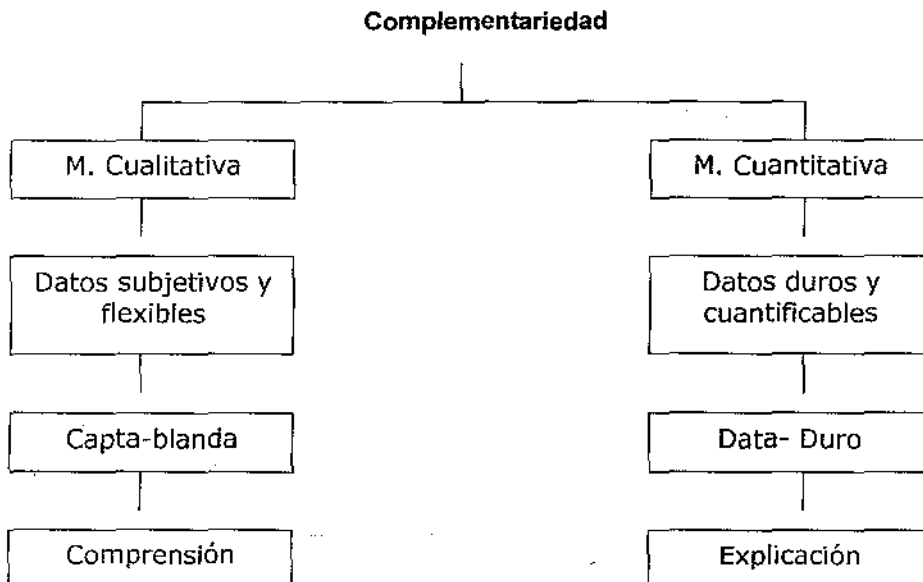 Complementariedad
M. Cualitativa
Datos subjetivos y
flexibles
Capta-blanda
Comprensión
M. Cuantitativa
Datos duros y
cuantificables
Data- Duro
Explicación